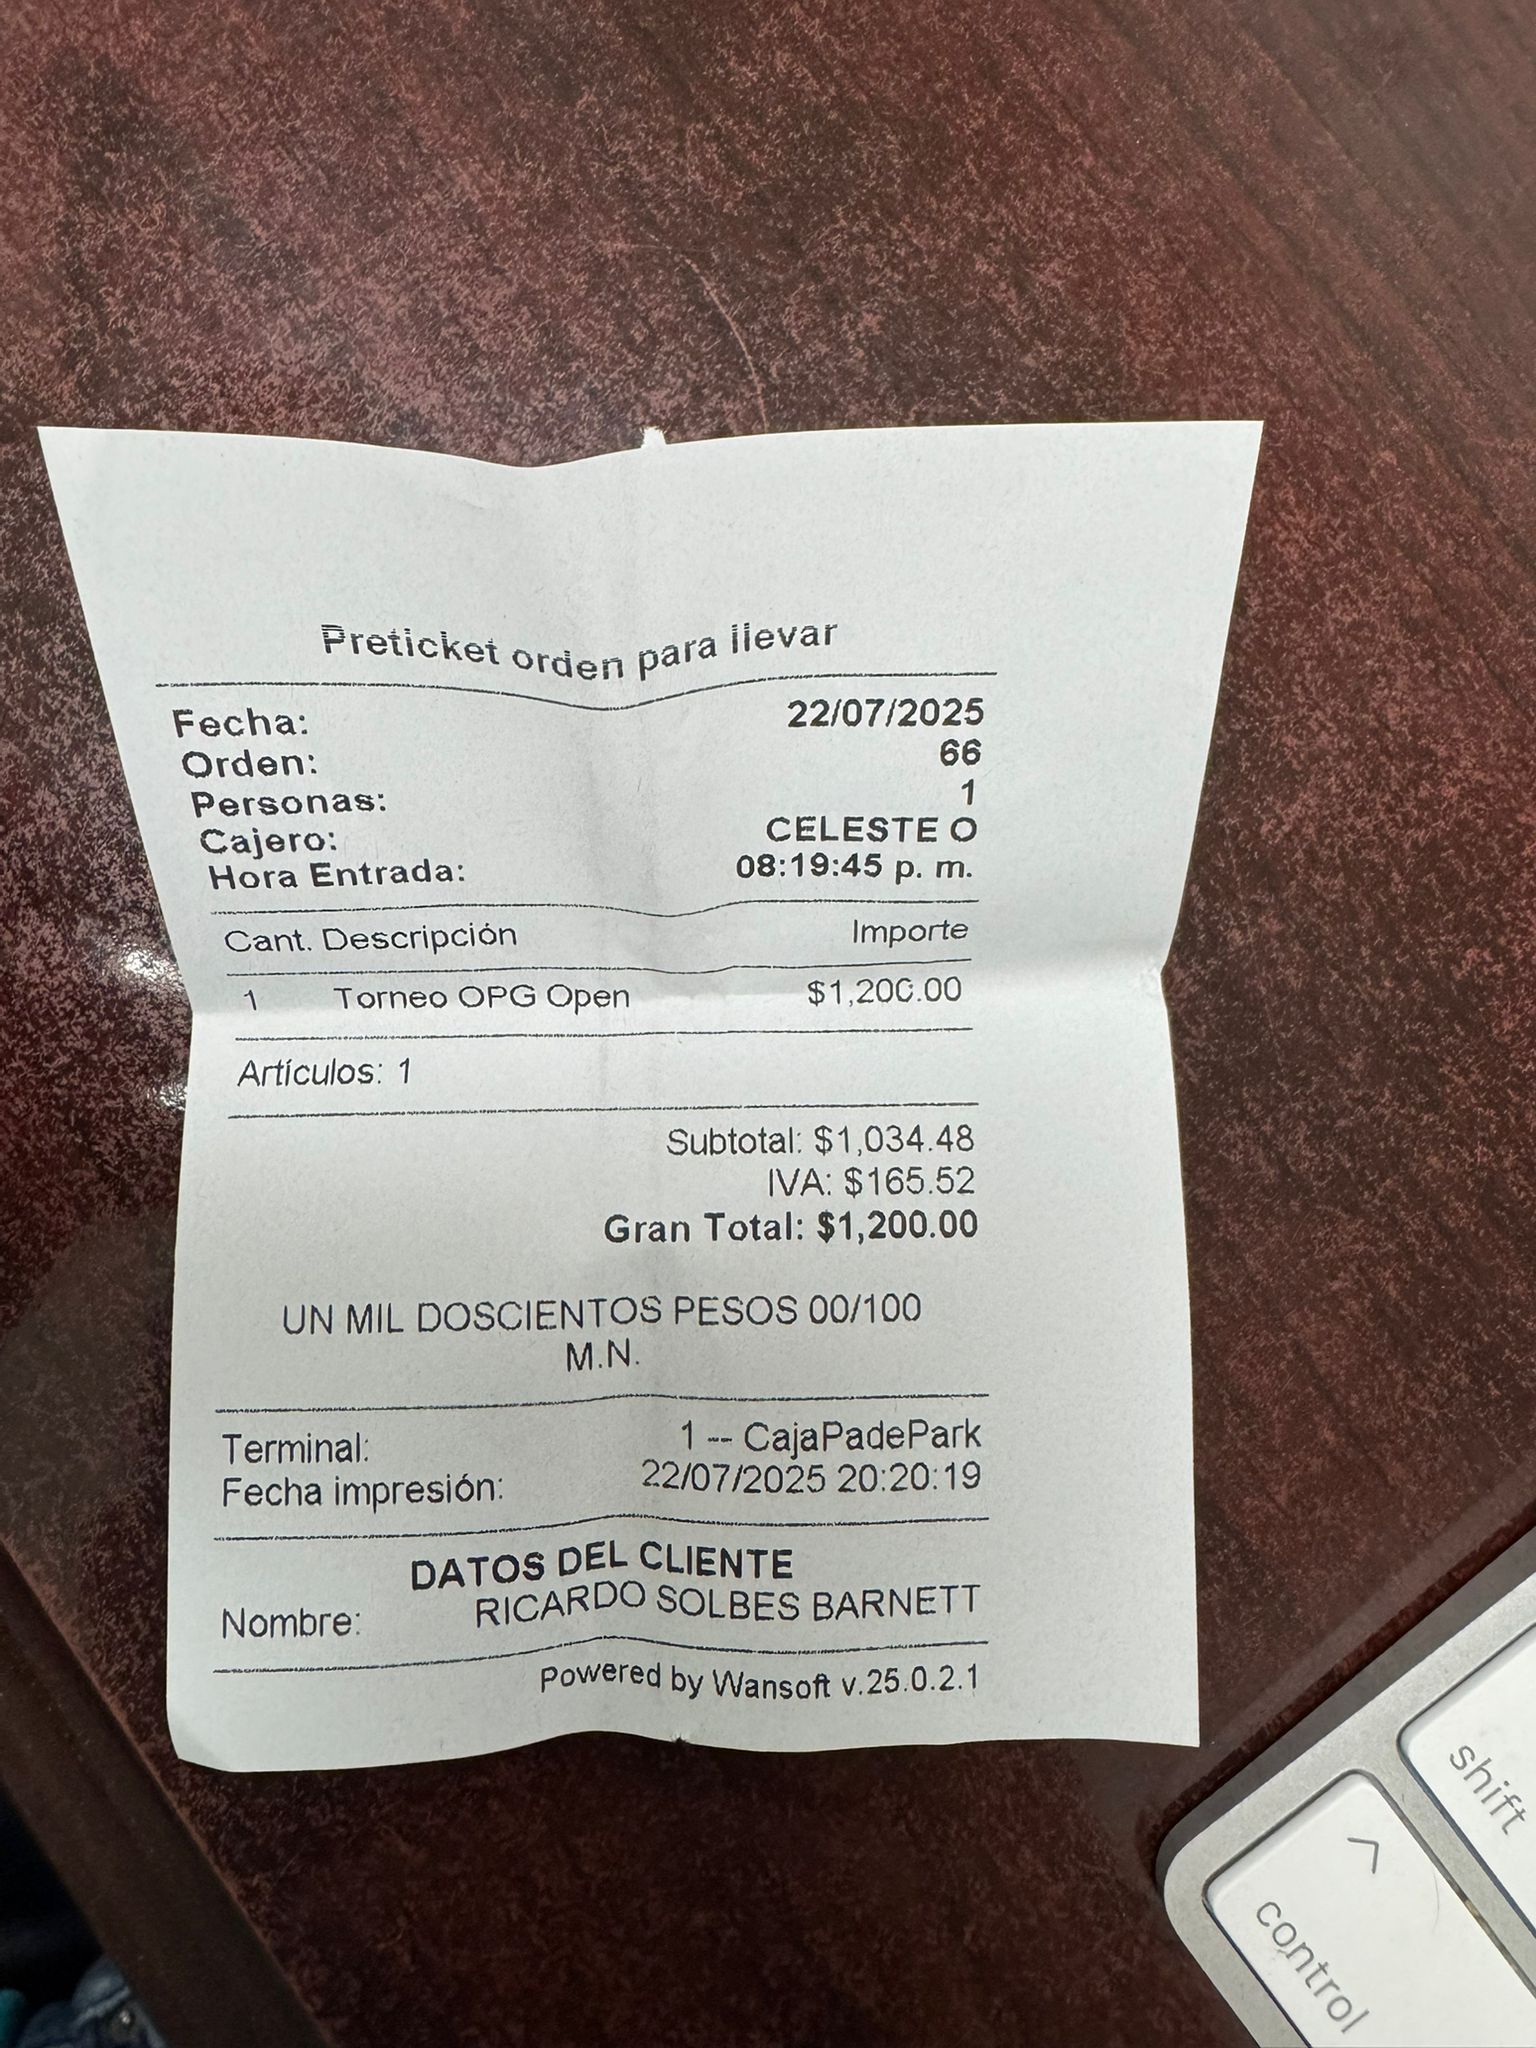 Preticket orden para llevar
Fecha: 22/07/2025
Orden: 66
Personas: 1
Cajero: CELESTE O
Hora Entrada: 08:19:45 p. m.
Cant. Descripción Importe
1 Torneo OPG Open $1,200.00
Artículos: 1
Subtotal: $1,034.48
IVA: $165.52
Gran Total: $1,200.00
UN MIL DOSCIENTOS PESOS 00/100
M.N.
Terminal: 1 -- CajaPadePark
Fecha impresión: 22/07/2025 20:20:19
DATOS DEL CLIENTE
Nombre: RICARDO SOLBES BARNETT
Powered by Wansoft v.25.0.2.1
shift
^
control